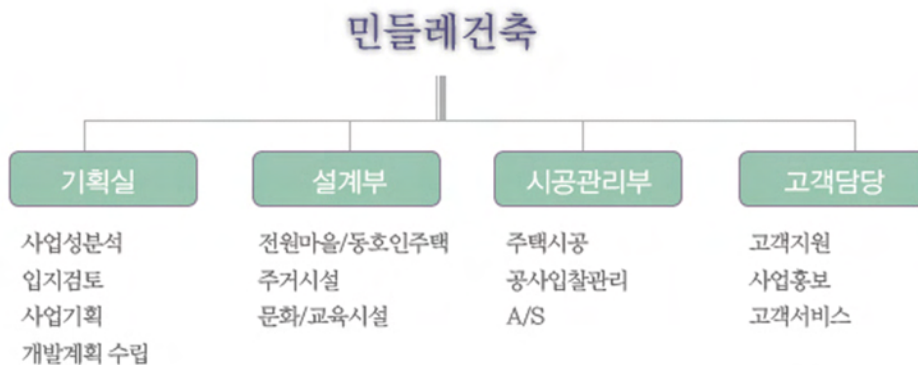 민들레건축
기획실
사업성분석
입지검토
사업기획
개발계획 수립
설계부
전원마을/동호인주택
주거시설
문화/교육시설
시공관리부
주택시공
공사입찰관리
A/S
고객담당
고객지원
사업홍보
고객서비스